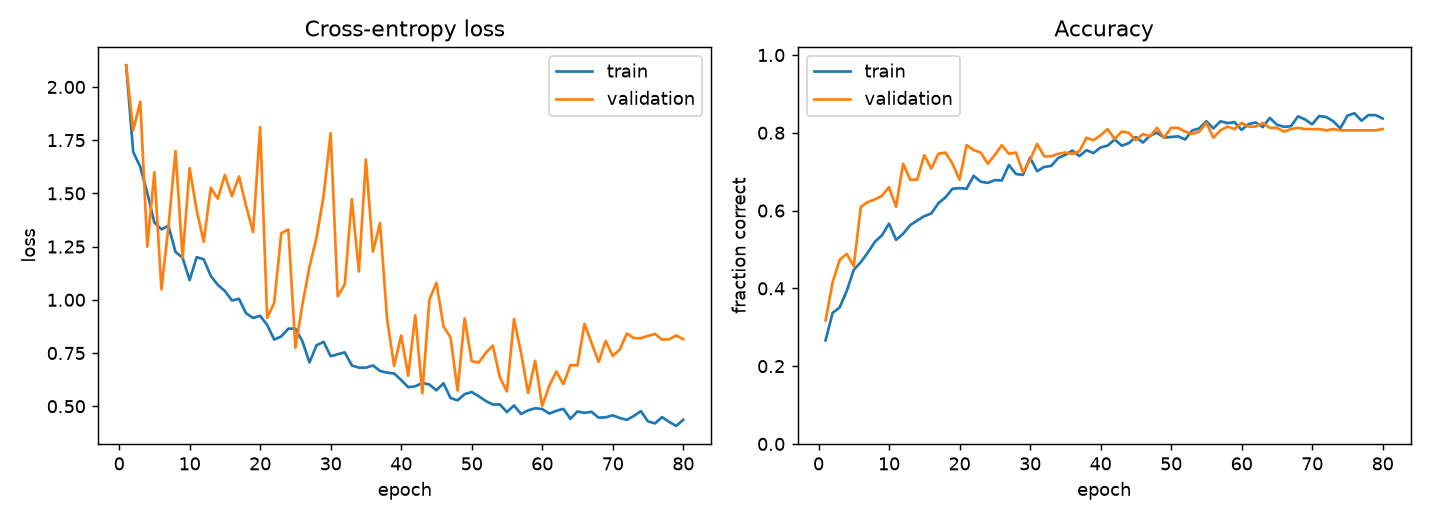 Cross-entropy loss
train
validation
2.00
1.75
1.50
1.25
1.00
0.75
0.50
loss
0 10 20 30 40 50 60 70 80
epoch
Accuracy
train
validation
1.0
0.8
0.6
0.4
0.2
0.0
fraction correct
0 10 20 30 40 50 60 70 80
epoch